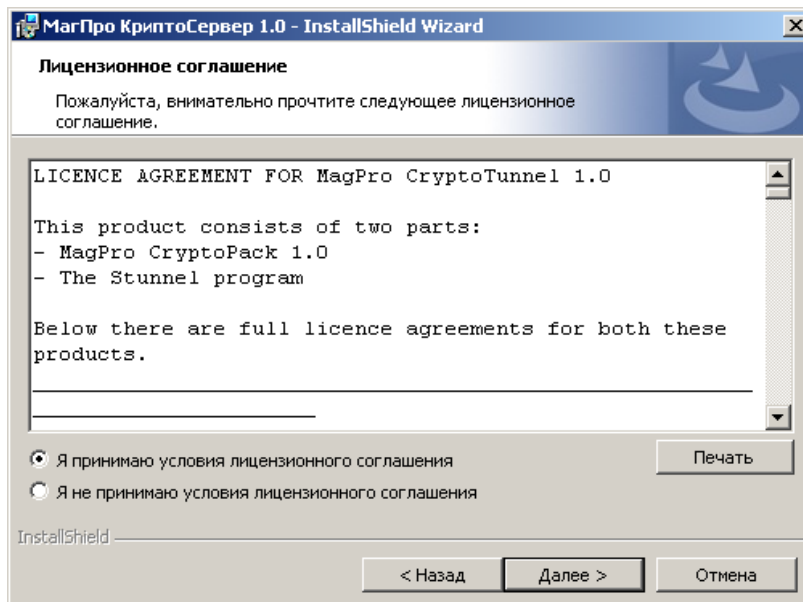 МагПро КриптоСервер 1.0 - InstallShield Wizard
Лицензионное соглашение
Пожалуйста, внимательно прочтите следующее лицензионное
соглашение.
LICENCE AGREEMENT FOR MagPro CryptoTunnel 1.0
This product consists of two parts:
- MagPro CryptoPack 1.0
- The Stunnel program
Below there are full licence agreements for both these
products.
Я принимаю условия лицензионного соглашения
Печать
Я не принимаю условия лицензионного соглашения
InstallShield
< Назад
Далее >
Отмена